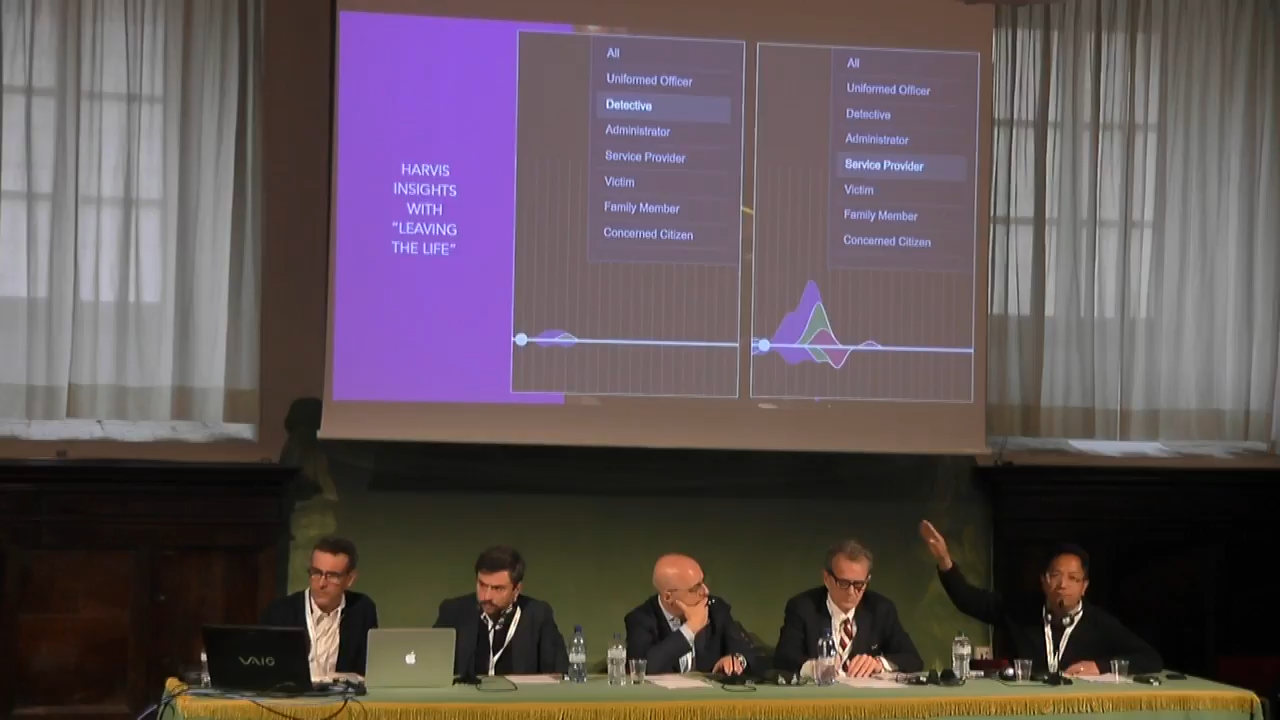 HARVIS
INSIGHTS
WITH
"LEAVING
THE LIFE"
All
Uniformed Officer
Detective
Administrator
Service Provider
Victim
Family Member
Concerned Citizen
All
Uniformed Officer
Detective
Administrator
Service Provider
Victim
Family Member
Concerned Citizen
VAIO